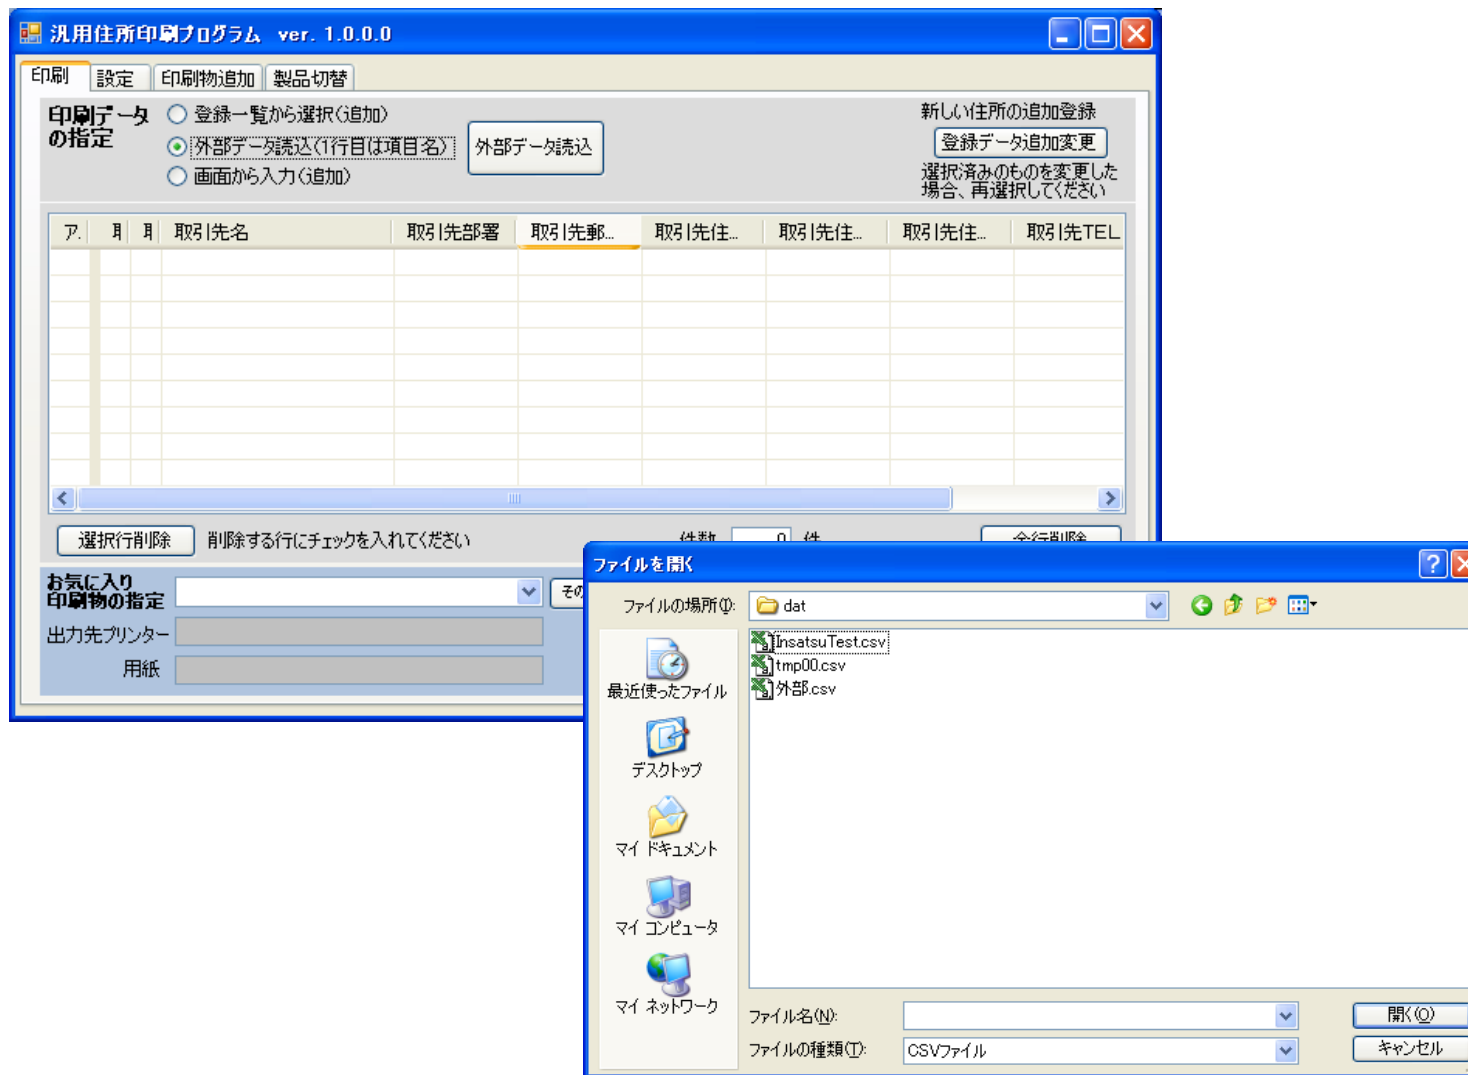 汎用住所印刷プログラム ver. 1.0.0.0
印刷 設定 印刷物追加 製品切替
印刷データの指定
登録一覧から選択(追加)
外部データ読込(1行目は項目名)
画面から入力(追加)
外部データ読込
新しい住所の追加登録
登録データ追加変更
選択済みのものを変更した
場合、再選択してください
ア. 取引先名 取引先部署 取引先郵... 取引先住... 取引先住... 取引先住... 取引先TEL
選択行削除 削除する行にチェックを入れてください 件数 0 件 全行削除
お気に入り
印刷物の指定
その
出力先プリンター
用紙
ファイルを開く
ファイルの場所(I): dat
InsatsuTest.csv
tmp00.csv
外部.csv
最近使ったファイル
デスクトップ
マイ ドキュメント
マイ コンピュータ
マイ ネットワーク
ファイル名(N): 開く(O)
ファイルの種類(T): CSVファイル キャンセル